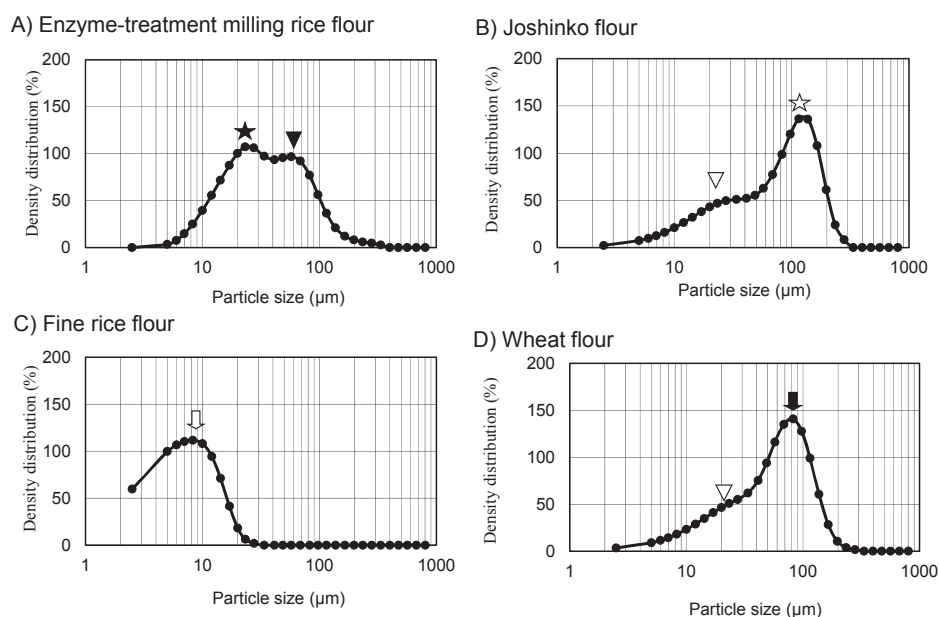 A) Enzyme-treatment milling rice flour
200
150
100
50
0
Density distribution (%)
1 10 100 1000
Particle size (μm)
B) Joshinko flour
200
150
100
50
0
Density distribution (%)
1 10 100 1000
Particle size (μm)
C) Fine rice flour
200
150
100
50
0
Density distribution (%)
1 10 100 1000
Particle size (μm)
D) Wheat flour
200
150
100
50
0
Density distribution (%)
1 10 100 1000
Particle size (μm)